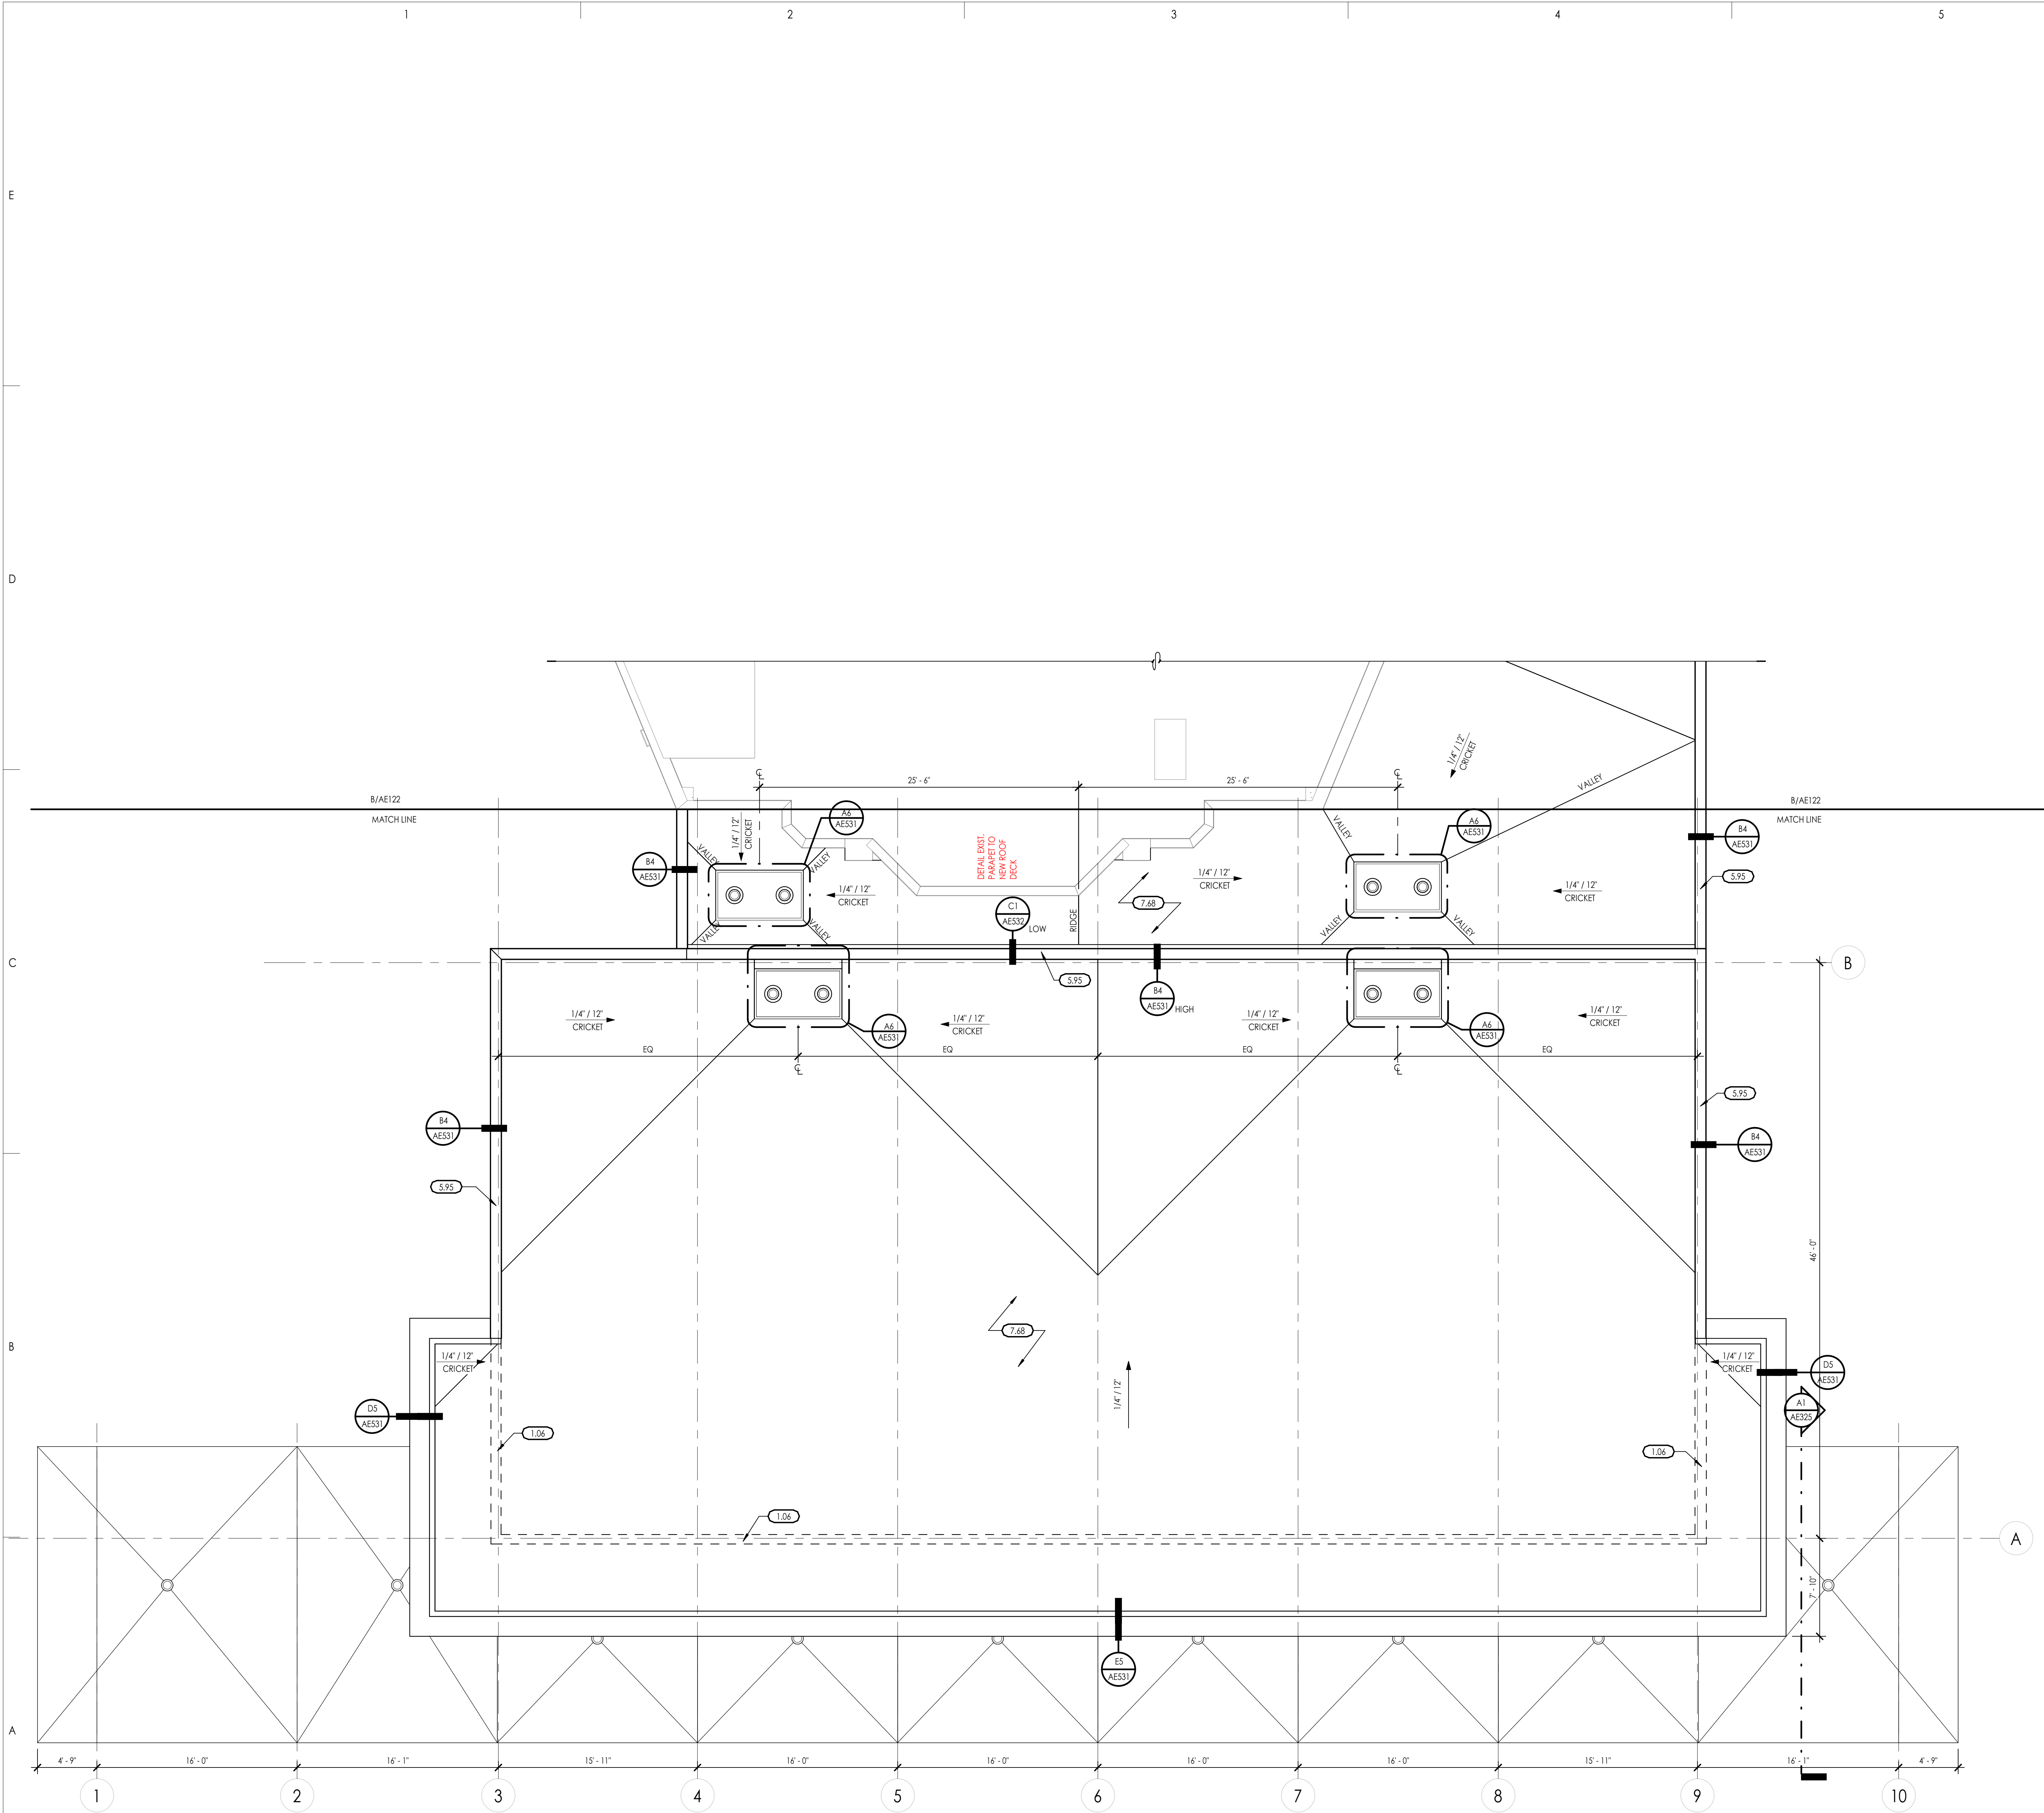 1
2
3
4
5
E
D
C
B
A
1/4" / 12"
CRICKET
VALLEY
℄
25' - 6"
25' - 6"
℄
B/AE122
MATCH LINE
B/AE122
MATCH LINE
A6
AE531
1/4" / 12"
CRICKET
A6
AE531
VALLEY
B4
AE531
DETAIL EXIST.
PARAPET TO
NEW ROOF
DECK
VALLEY
VALLEY
B4
AE531
1/4" / 12"
CRICKET
5.95
1/4" / 12"
CRICKET
1/4" / 12"
CRICKET
7.68
C1
AE532
LOW
RIDGE
VALLEY
VALLEY
VALLEY
VALLEY
B
5.95
B4
AE531
HIGH
1/4" / 12"
CRICKET
A6
AE531
1/4" / 12"
CRICKET
1/4" / 12"
CRICKET
A6
AE531
1/4" / 12"
CRICKET
EQ
EQ
EQ
EQ
℄
℄
5.95
B4
AE531
B4
AE531
5.95
46' - 0"
7.68
1/4" / 12"
CRICKET
1/4" / 12"
CRICKET
D5
AE531
1/4" / 12"
D5
AE531
A1
AE325
1.06
1.06
1.06
A
7' - 10"
E5
AE531
4' - 9"
16' - 0"
16' - 1"
15' - 11"
16' - 0"
16' - 0"
16' - 0"
16' - 0"
15' - 11"
16' - 1"
4' - 9"
1
2
3
4
5
6
7
8
9
10